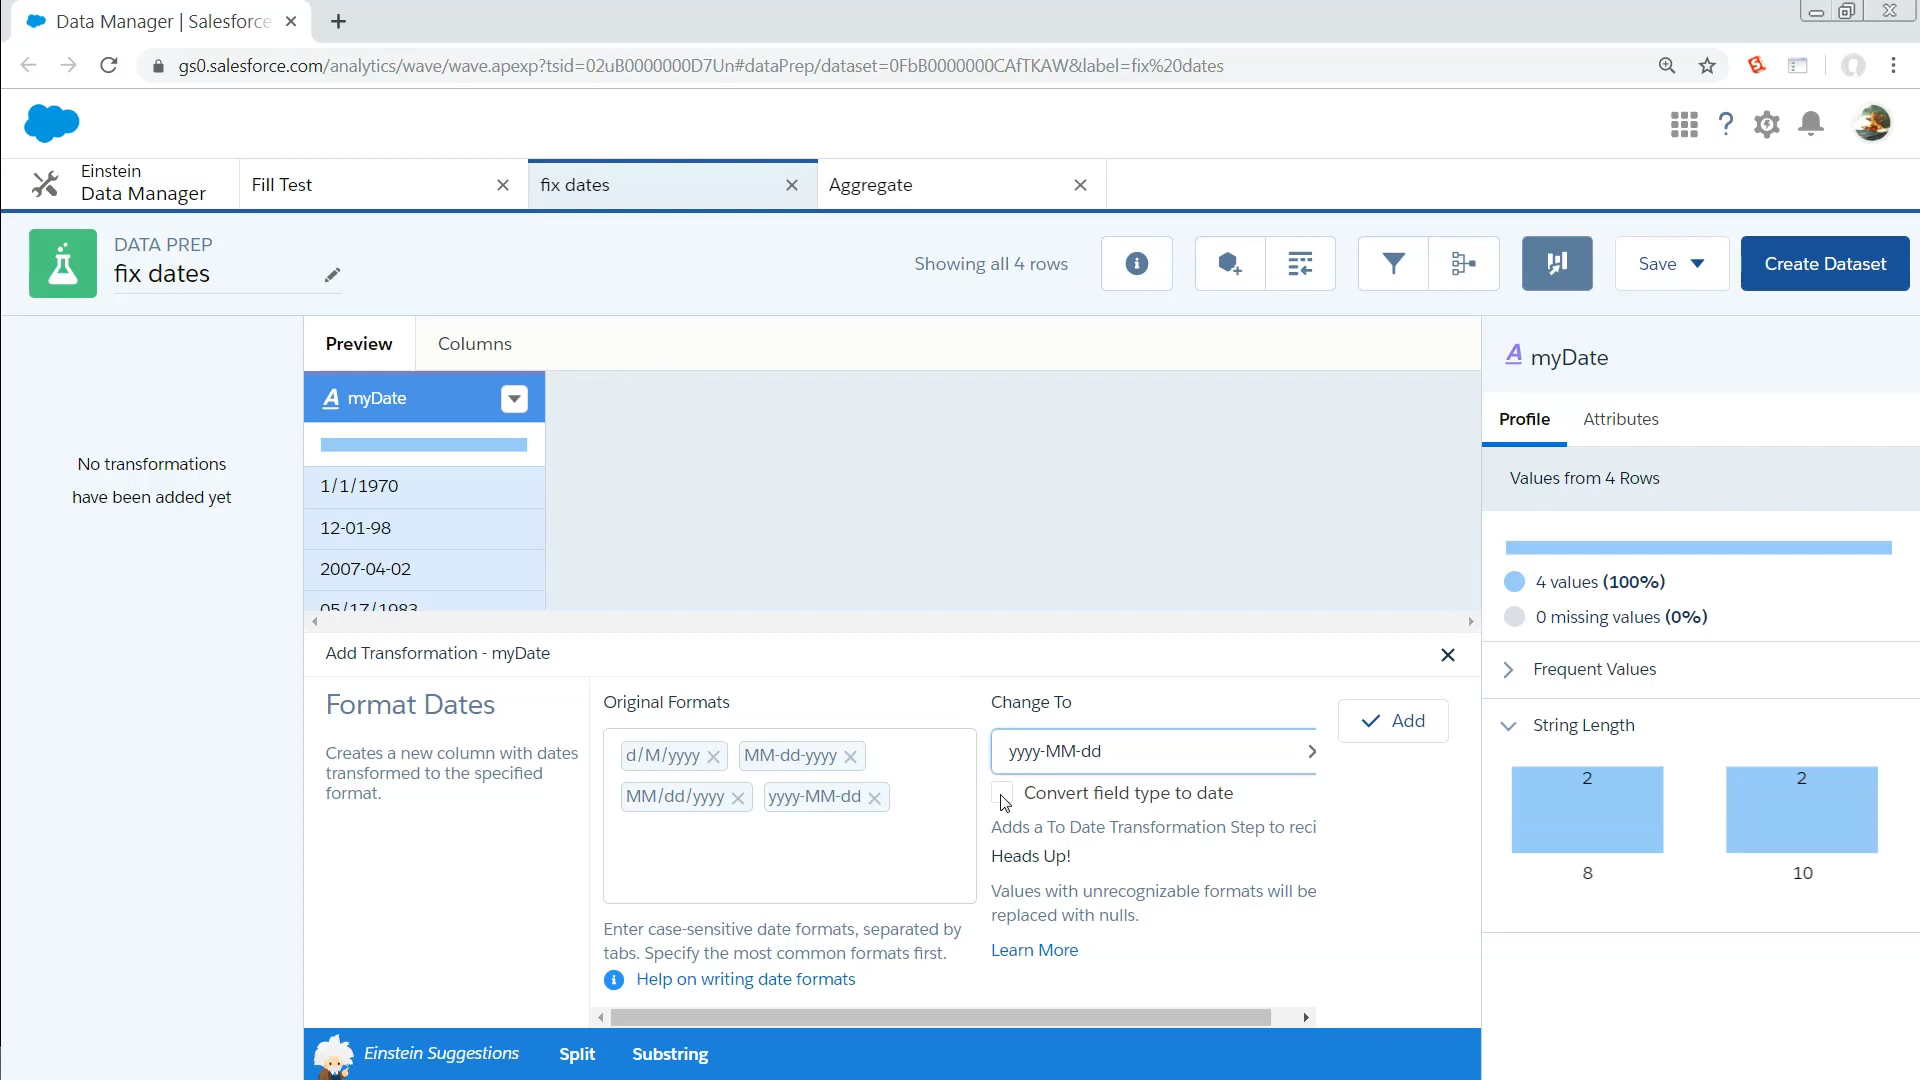 Data Manager | Salesforce
gs0.salesforce.com/analytics/wave/wave.apexp?tsid=02uB0000000D7Un#dataPrep/dataset=0FbB0000000CAfTKAW&label=fix%20dates
Einstein
Data Manager
Fill Test
fix dates
Aggregate
DATA PREP
fix dates
Showing all 4 rows
Save
Create Dataset
No transformations
have been added yet
Preview
Columns
A myDate
1/1/1970
12-01-98
2007-04-02
05/17/1983
Add Transformation - myDate
Format Dates
Creates a new column with dates
transformed to the specified
format.
Original Formats
d/M/yyyy
MM-dd-yyyy
MM/dd/yyyy
yyyy-MM-dd
Enter case-sensitive date formats, separated by
tabs. Specify the most common formats first.
Help on writing date formats
Change To
yyyy-MM-dd
Convert field type to date
Adds a To Date Transformation Step to reci
Heads Up!
Values with unrecognizable formats will be
replaced with nulls.
Learn More
Add
Einstein Suggestions
Split
Substring
A myDate
Profile
Attributes
Values from 4 Rows
4 values (100%)
0 missing values (0%)
Frequent Values
String Length
2
2
8
10